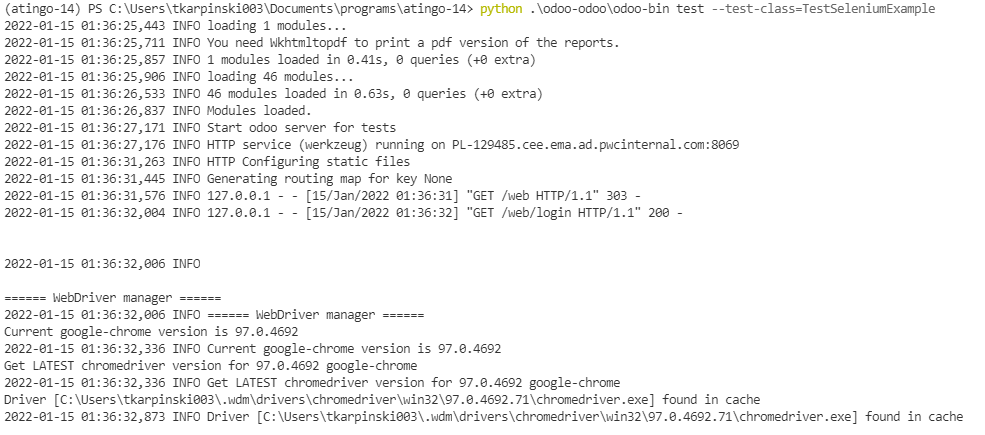 (atingo-14) PS C:\Users\tkarpinski003\Documents\programs\atingo-14> python .\odoo-odoo\odoo-bin test --test-class=TestSeleniumExample
2022-01-15 01:36:25,443 INFO loading 1 modules...
2022-01-15 01:36:25,711 INFO You need Wkhtmltopdf to print a pdf version of the reports.
2022-01-15 01:36:25,857 INFO 1 modules loaded in 0.41s, 0 queries (+0 extra)
2022-01-15 01:36:25,906 INFO loading 46 modules...
2022-01-15 01:36:26,533 INFO 46 modules loaded in 0.63s, 0 queries (+0 extra)
2022-01-15 01:36:26,837 INFO Modules loaded.
2022-01-15 01:36:27,171 INFO Start odoo server for tests
2022-01-15 01:36:27,176 INFO HTTP service (werkzeug) running on PL-129485.cee.ema.ad.pwcinternal.com:8069
2022-01-15 01:36:31,263 INFO HTTP Configuring static files
2022-01-15 01:36:31,445 INFO Generating routing map for key None
2022-01-15 01:36:31,576 INFO 127.0.0.1 - - [15/Jan/2022 01:36:31] "GET /web HTTP/1.1" 303 -
2022-01-15 01:36:32,004 INFO 127.0.0.1 - - [15/Jan/2022 01:36:32] "GET /web/login HTTP/1.1" 200 -
2022-01-15 01:36:32,006 INFO
====== WebDriver manager ======
2022-01-15 01:36:32,006 INFO ====== WebDriver manager ======
Current google-chrome version is 97.0.4692
2022-01-15 01:36:32,336 INFO Current google-chrome version is 97.0.4692
Get LATEST chromedriver version for 97.0.4692 google-chrome
2022-01-15 01:36:32,336 INFO Get LATEST chromedriver version for 97.0.4692 google-chrome
Driver [C:\Users\tkarpinski003\.wdm\drivers\chromedriver\win32\97.0.4692.71\chromedriver.exe] found in cache
2022-01-15 01:36:32,873 INFO Driver [C:\Users\tkarpinski003\.wdm\drivers\chromedriver\win32\97.0.4692.71\chromedriver.exe] found in cache